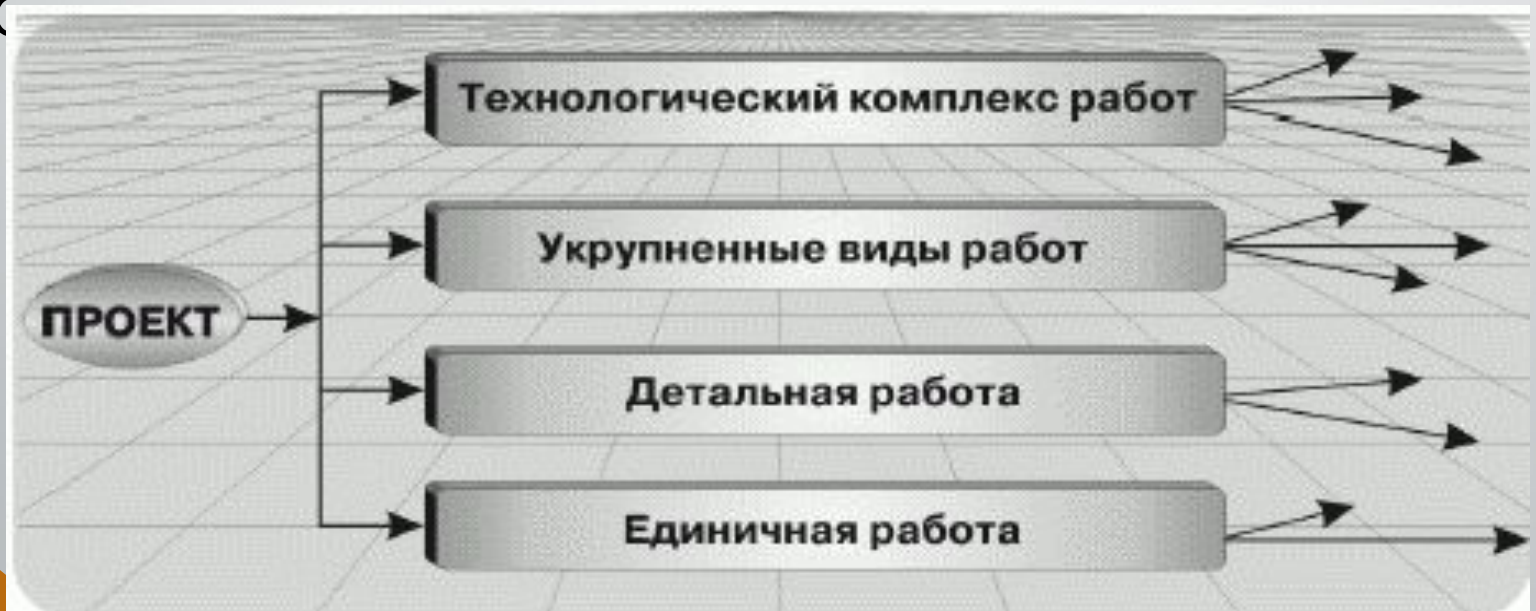 Технологический комплекс работ
Укрупненные виды работ
ПРОЕКТ
Детальная работа
Единичная работа